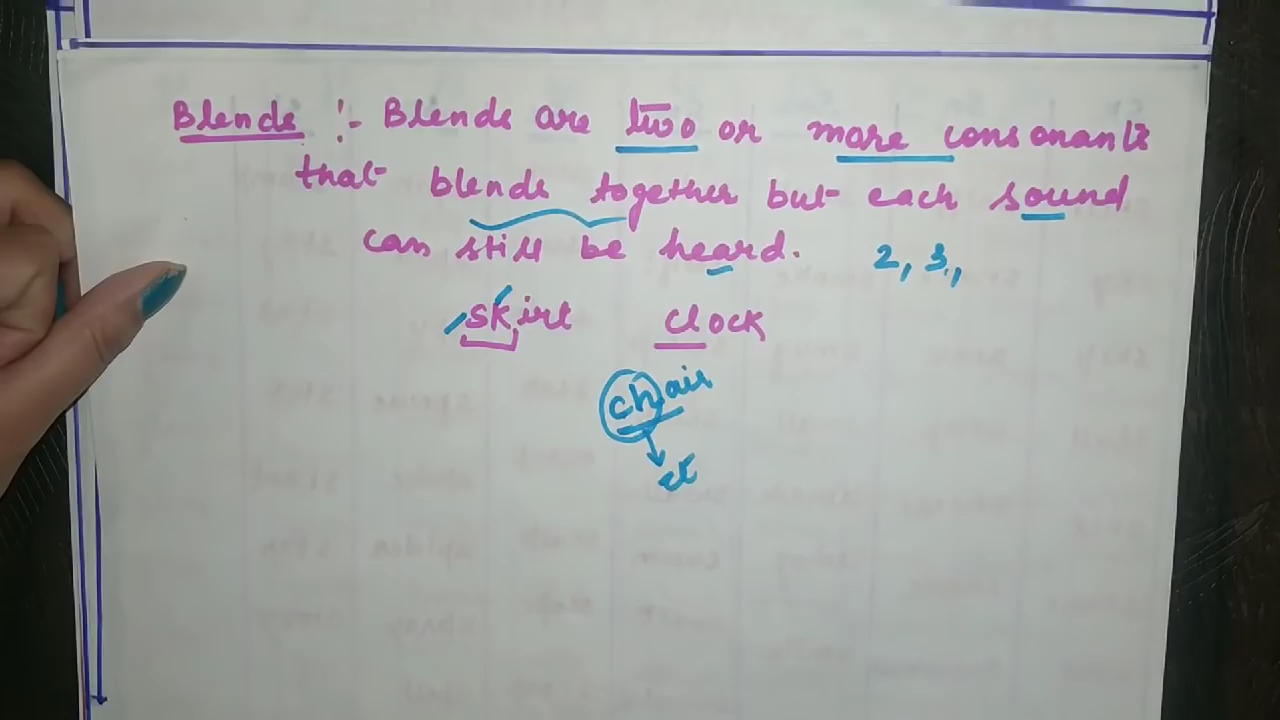 Blends :- Blends are two or more consonants
that blends together but each sound
can still be heard. 2, 3,,
skirt clock
chair